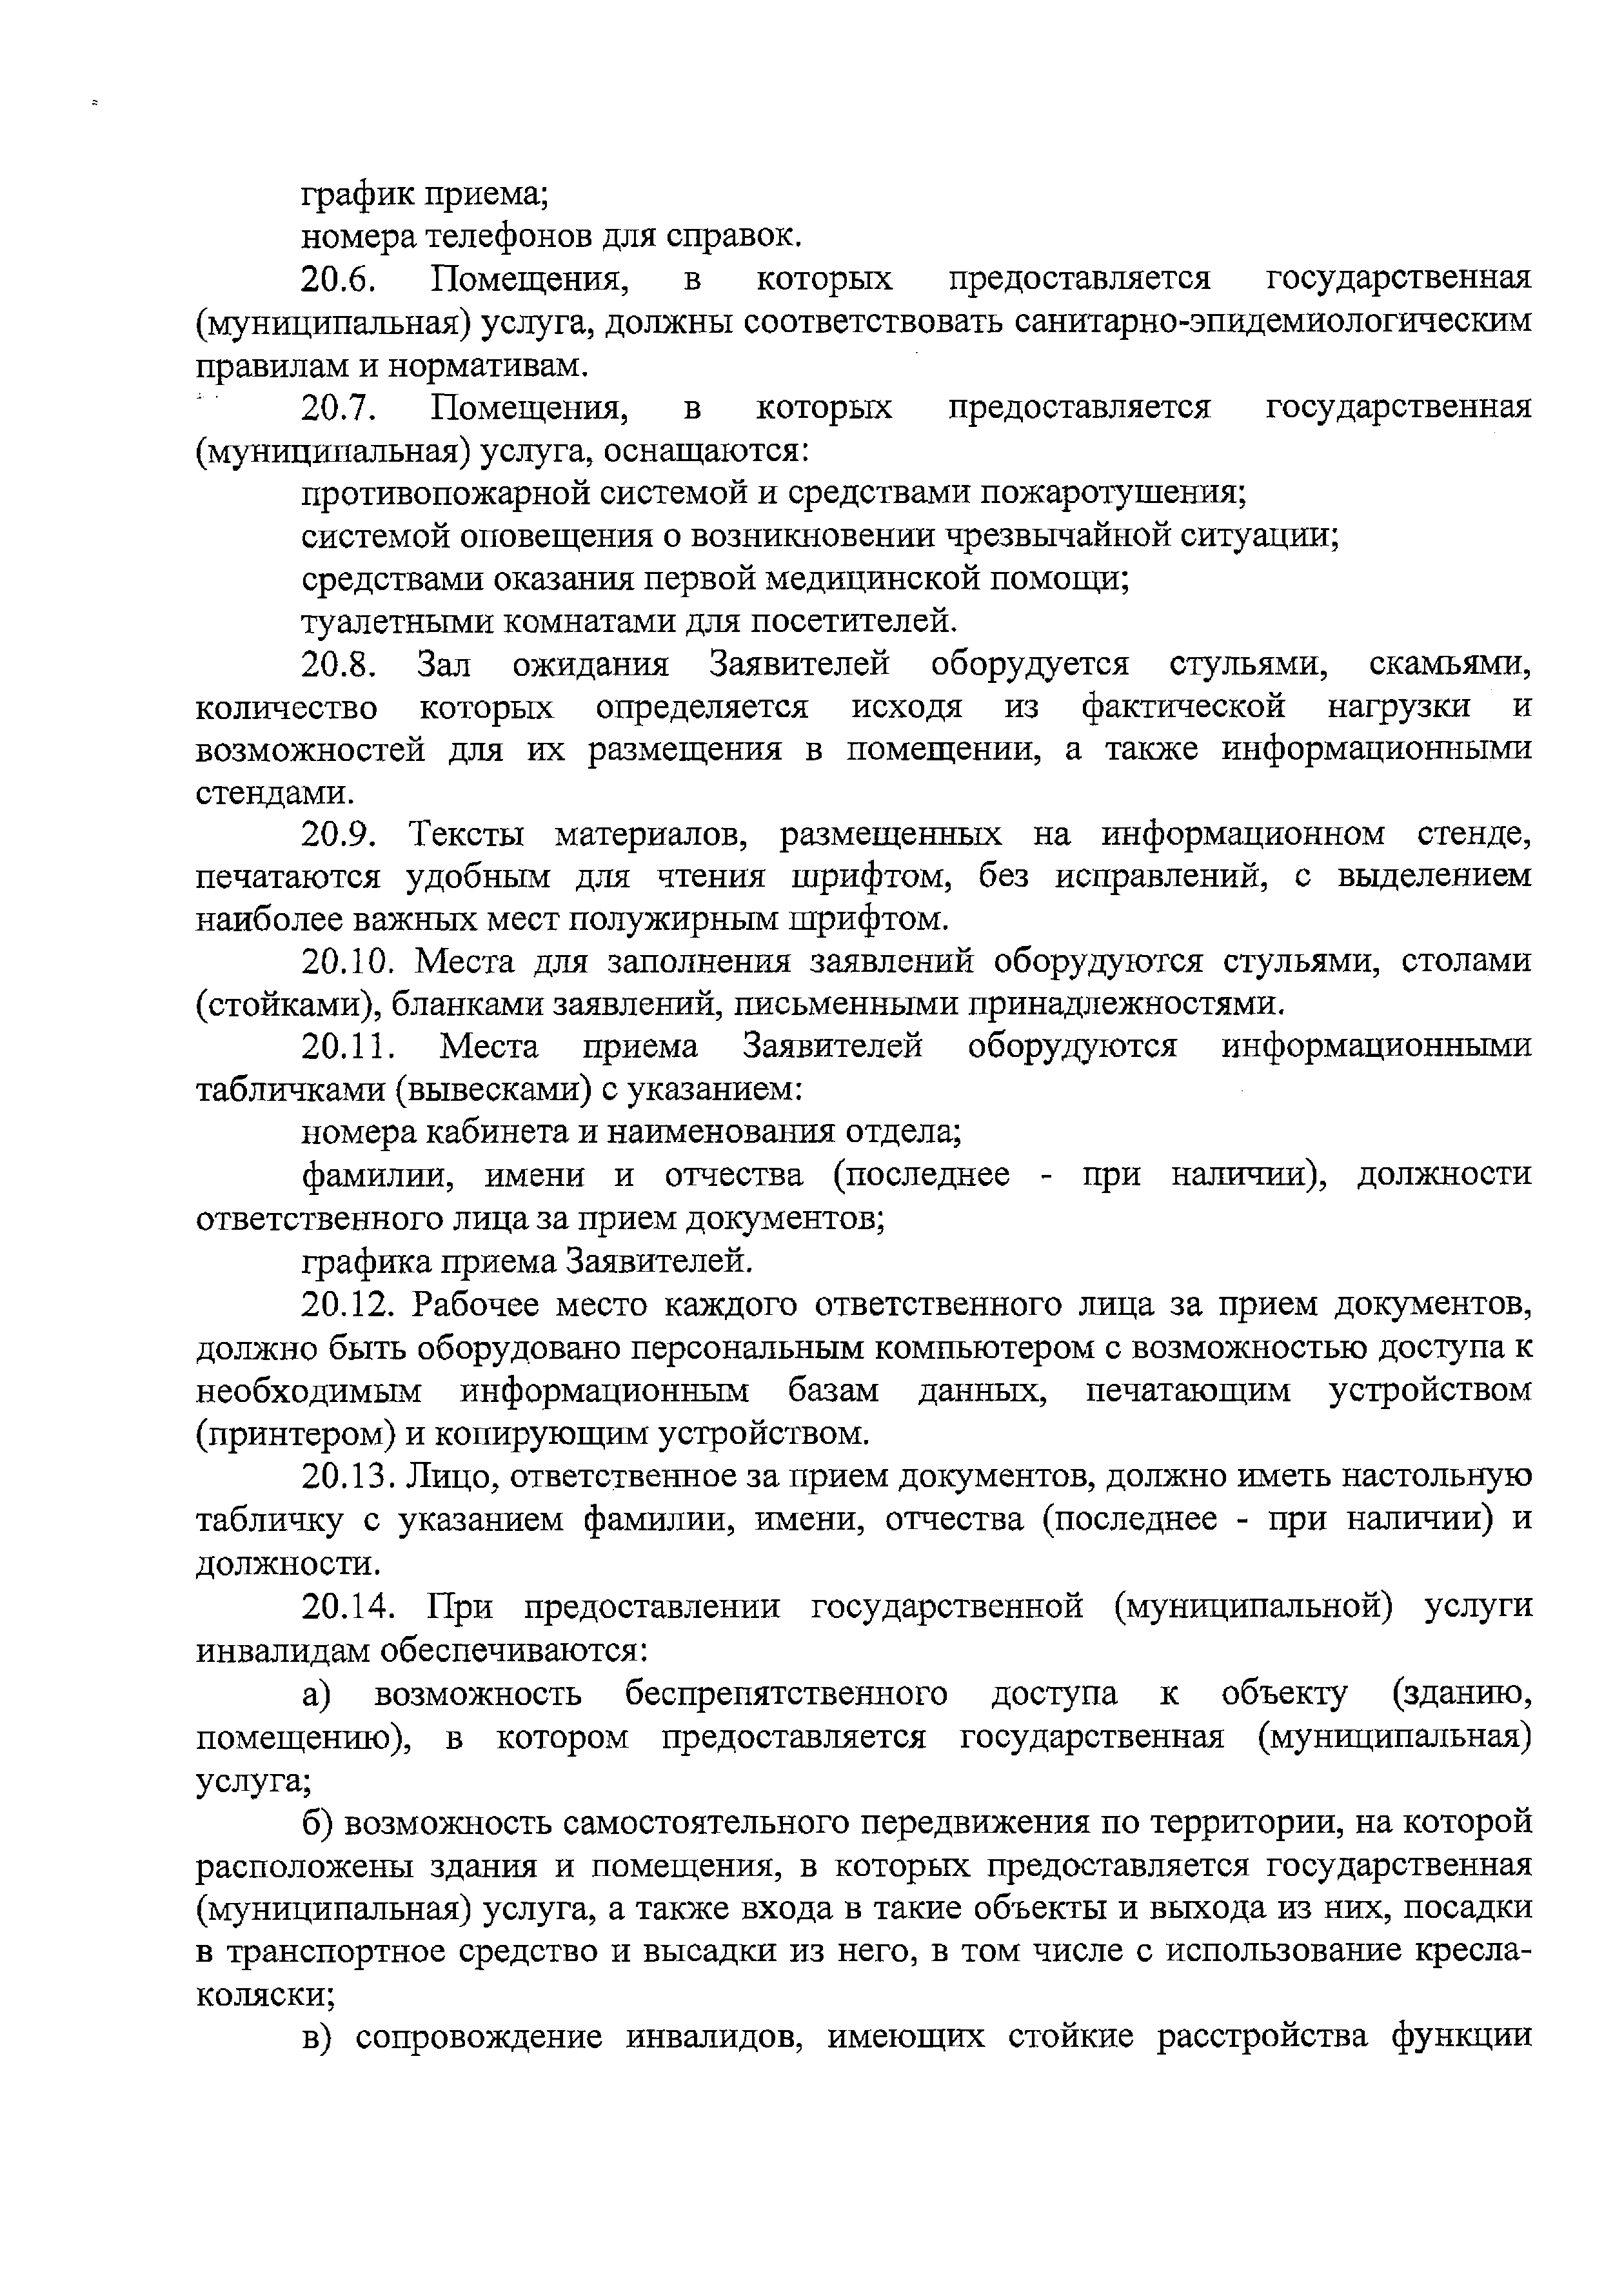 график приема;
номера телефонов для справок.
20.6. Помещения, в которых предоставляется государственная
(муниципальная) услуга, должны соответствовать санитарно-эпидемиологическим
правилам и нормативам.
20.7. Помещения, в которых предоставляется государственная
(муниципальная) услуга, оснащаются:
противопожарной системой и средствами пожаротушения;
системой оповещения о возникновении чрезвычайной ситуации;
средствами оказания первой медицинской помощи;
туалетными комнатами для посетителей.
20.8. Зал ожидания Заявителей оборудуется стульями, скамьями,
количество которых определяется исходя из фактической нагрузки и
возможностей для их размещения в помещении, а также информационными
стендами.
20.9. Тексты материалов, размещенных на информационном стенде,
печатаются удобным для чтения шрифтом, без исправлений, с выделением
наиболее важных мест полужирным шрифтом.
20.10. Места для заполнения заявлений оборудуются стульями, столами
(стойками), бланками заявлений, письменными принадлежностями.
20.11. Места приема Заявителей оборудуются информационными
табличками (вывесками) с указанием:
номера кабинета и наименования отдела;
фамилии, имени и отчества (последнее - при наличии), должности
ответственного лица за прием документов;
графика приема Заявителей.
20.12. Рабочее место каждого ответственного лица за прием документов,
должно быть оборудовано персональным компьютером с возможностью доступа к
необходимым информационным базам данных, печатающим устройством
(принтером) и копирующим устройством.
20.13. Лицо, ответственное за прием документов, должно иметь настольную
табличку с указанием фамилии, имени, отчества (последнее - при наличии) и
должности.
20.14. При предоставлении государственной (муниципальной) услуги
инвалидам обеспечиваются:
а) возможность беспрепятственного доступа к объекту (зданию,
помещению), в котором предоставляется государственная (муниципальная)
услуга;
б) возможность самостоятельного передвижения по территории, на которой
расположены здания и помещения, в которых предоставляется государственная
(муниципальная) услуга, а также входа в такие объекты и выхода из них, посадки
в транспортное средство и высадки из него, в том числе с использование кресла-
коляски;
в) сопровождение инвалидов, имеющих стойкие расстройства функции